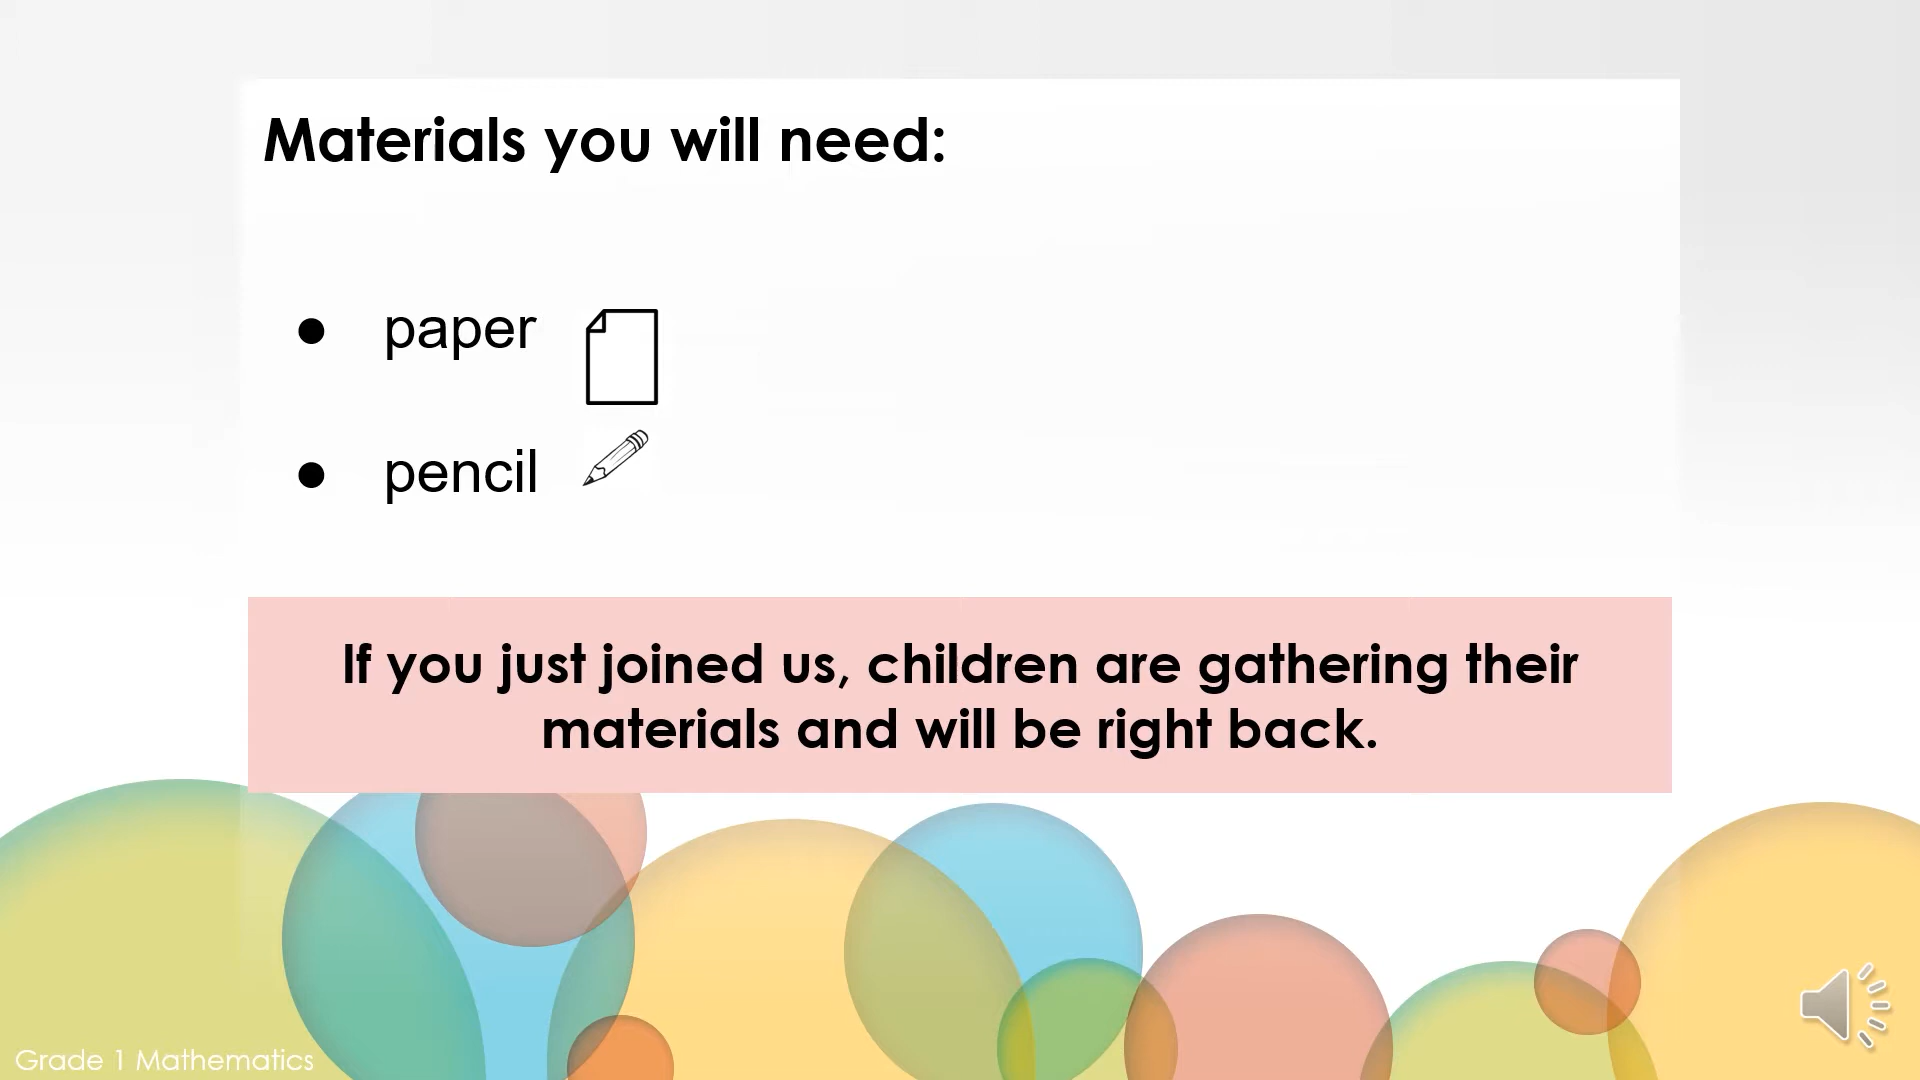 Materials you will need:
● paper
● pencil
If you just joined us, children are gathering their
materials and will be right back.
Grade 1 Mathematics